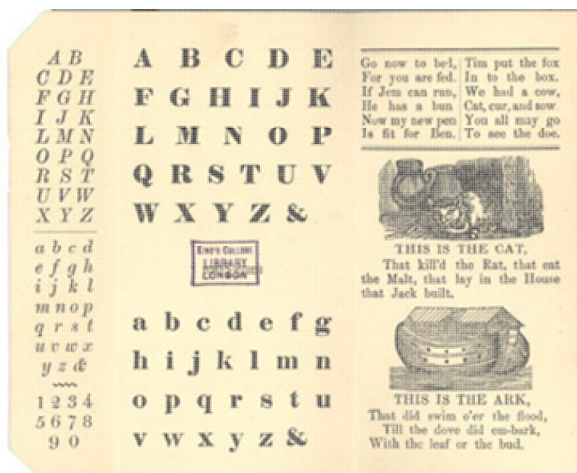 A B
C D E
F G H
I J K
L M N
O P Q
R S T
U V W
X Y Z
a b c d
e f g h
i j k l
m n o p
q r s t
u v w x
y z &
1 2 3 4
5 6 7 8
9 0
A B C D E
F G H I J K
L M N O P
Q R S T U V
W X Y Z &
KING'S COLLEGE
LIBRARY
LONDON
a b c d e f g
h i j k l m n
o p q r s t u
v w x y z &
Go now to bed,
For you are fed.
If Jem can run,
He has a bun
Now my new pen
Is fit for Ben.
Tim put the fox
In to the box.
We had a cow,
Cat, cur, and sow
You all may go
To see the doe.
THIS IS THE CAT,
That kill'd the Rat, that eat
the Malt, that lay in the House
that Jack built.
THIS IS THE ARK,
That did swim o'er the flood,
Till the dove did em-bark,
With the leaf or the bud.